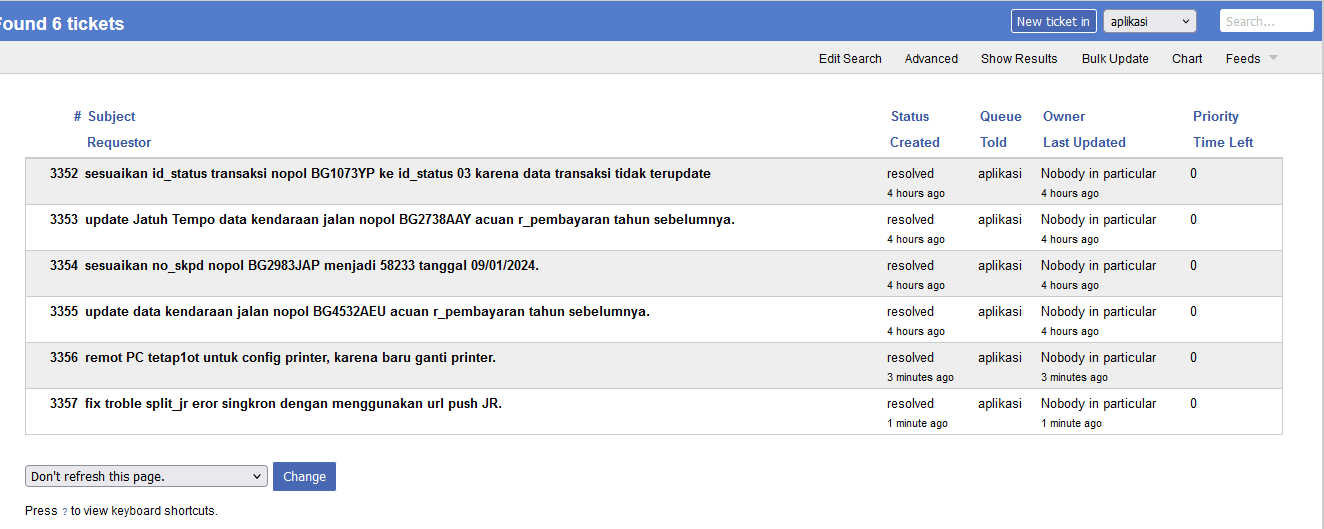 Found 6 tickets
New ticket in aplikasi Search...
Edit Search Advanced Show Results Bulk Update Chart Feeds
# Subject Status Queue Owner Priority
Requestor Created Told Last Updated Time Left
3352 sesuaikan id_status transaksi nopol BG1073YP ke id_status 03 karena data transaksi tidak terupdate resolved aplikasi Nobody in particular 0
4 hours ago 4 hours ago
3353 update Jatuh Tempo data kendaraan jalan nopol BG2738AAY acuan r_pembayaran tahun sebelumnya. resolved aplikasi Nobody in particular 0
4 hours ago 4 hours ago
3354 sesuaikan no_skpd nopol BG2983JAP menjadi 58233 tanggal 09/01/2024. resolved aplikasi Nobody in particular 0
4 hours ago 4 hours ago
3355 update data kendaraan jalan nopol BG4532AEU acuan r_pembayaran tahun sebelumnya. resolved aplikasi Nobody in particular 0
4 hours ago 4 hours ago
3356 remot PC tetap1ot untuk config printer, karena baru ganti printer. resolved aplikasi Nobody in particular 0
3 minutes ago 3 minutes ago
3357 fix troble split_jr eror singkron dengan menggunakan url push JR. resolved aplikasi Nobody in particular 0
1 minute ago 1 minute ago
Don't refresh this page. Change
Press ? to view keyboard shortcuts.